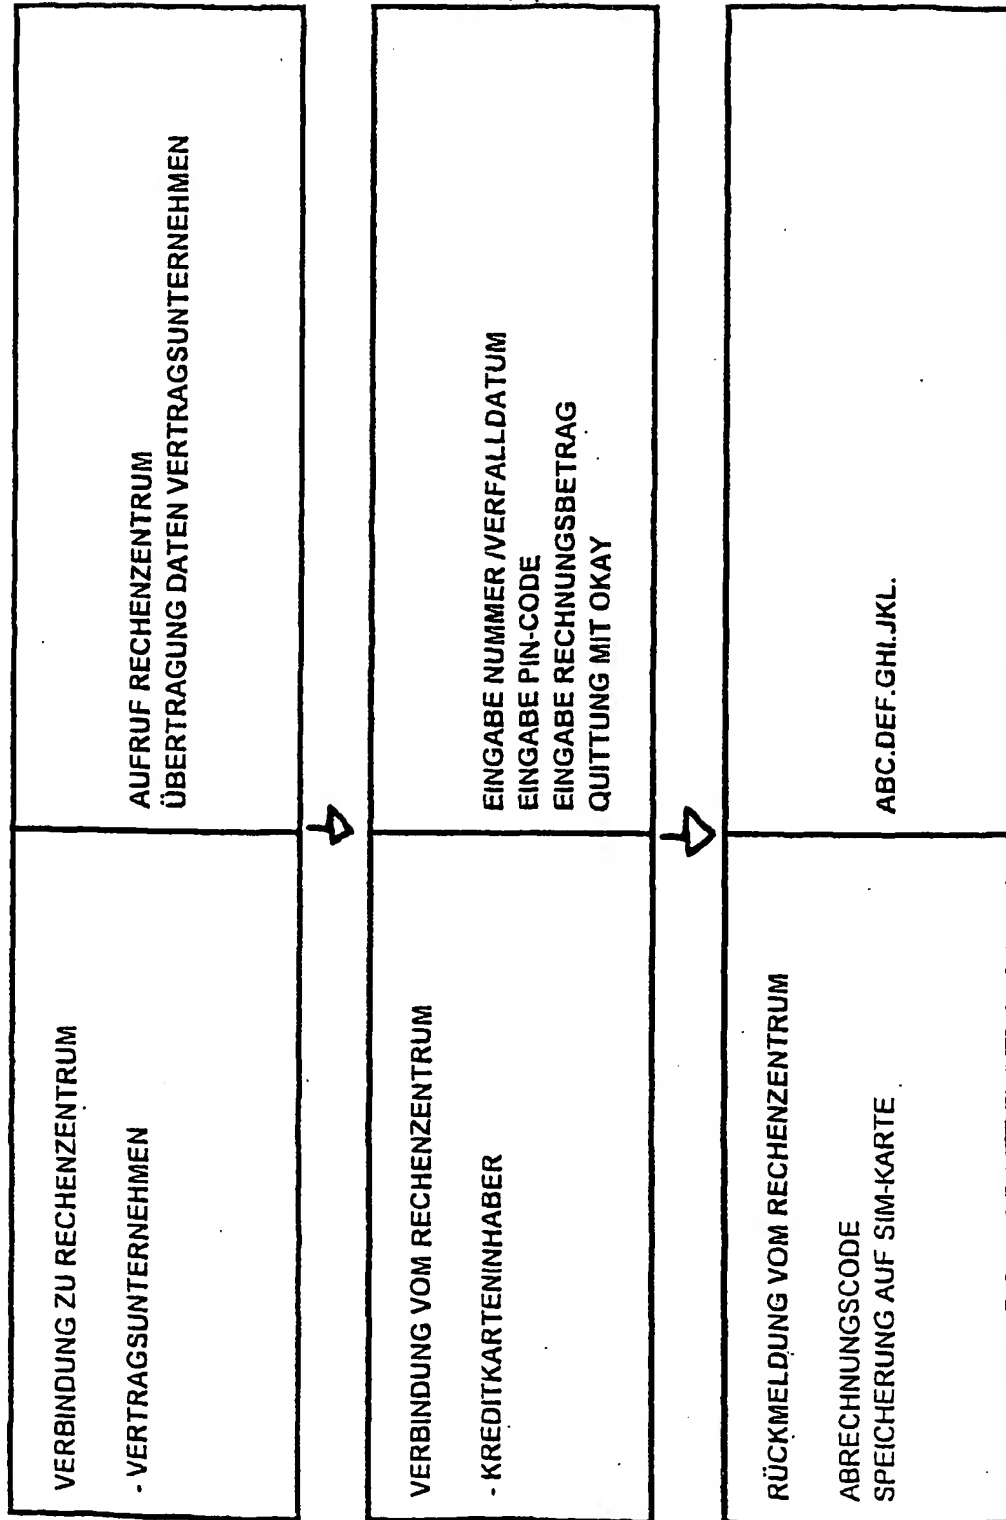 VERBINDUNG ZU RECHENZENTRUM
- VERTRAGSUNTERNEHMEN
AUFRUF RECHENZENTRUM
ÜBERTRAGUNG DATEN VERTRAGSUNTERNEHMEN
VERBINDUNG VOM RECHENZENTRUM
- KREDITKARTENINHABER
EINGABE NUMMER /VERFALLDATUM
EINGABE PIN-CODE
EINGABE RECHNUNGSBETRAG
QUITTUNG MIT OKAY
RÜCKMELDUNG VOM RECHENZENTRUM
ABRECHNUNGSCODE
SPEICHERUNG AUF SIM-KARTE
ABC.DEF.GHI.JKL.